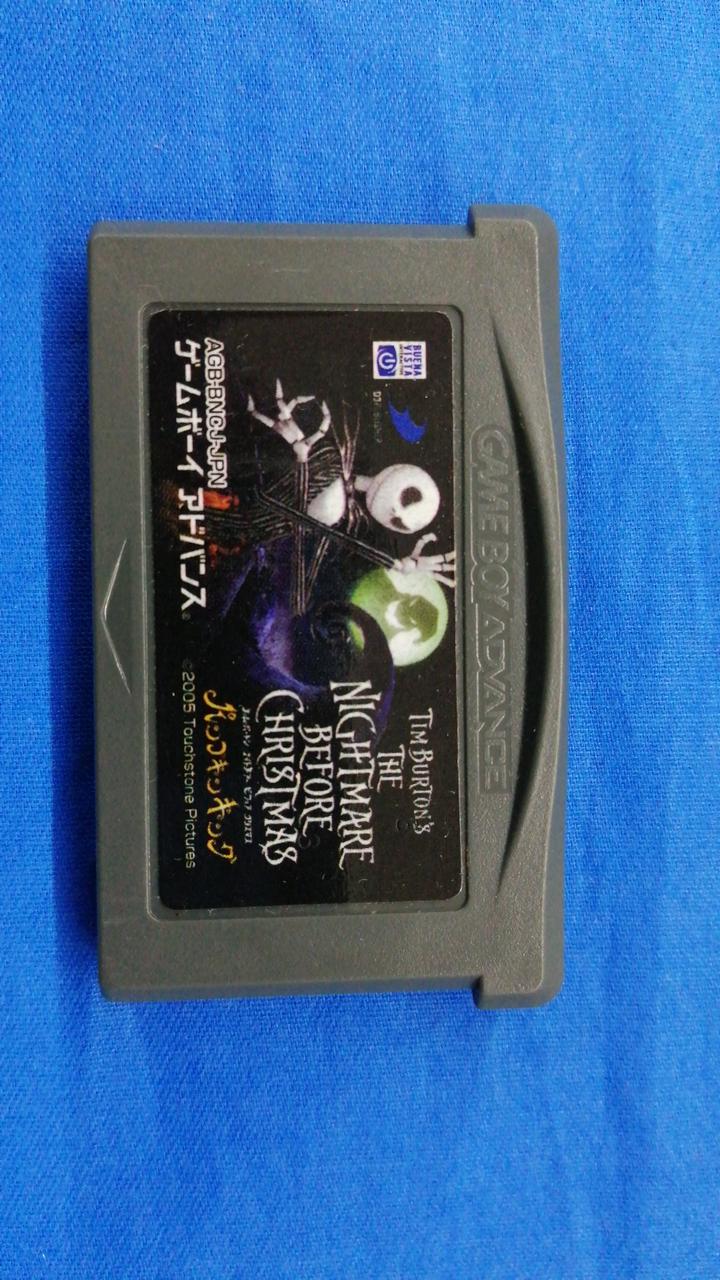 GAME BOY ADVANCE
BUENA
VISTA
TIM BURTON'S
THE
NIGHTMARE
BEFORE
CHRISTMAS
パンプキンキング
AGB-BNCJ-JPN
ゲームボーイ アドバンス
©2005 Touchstone Pictures